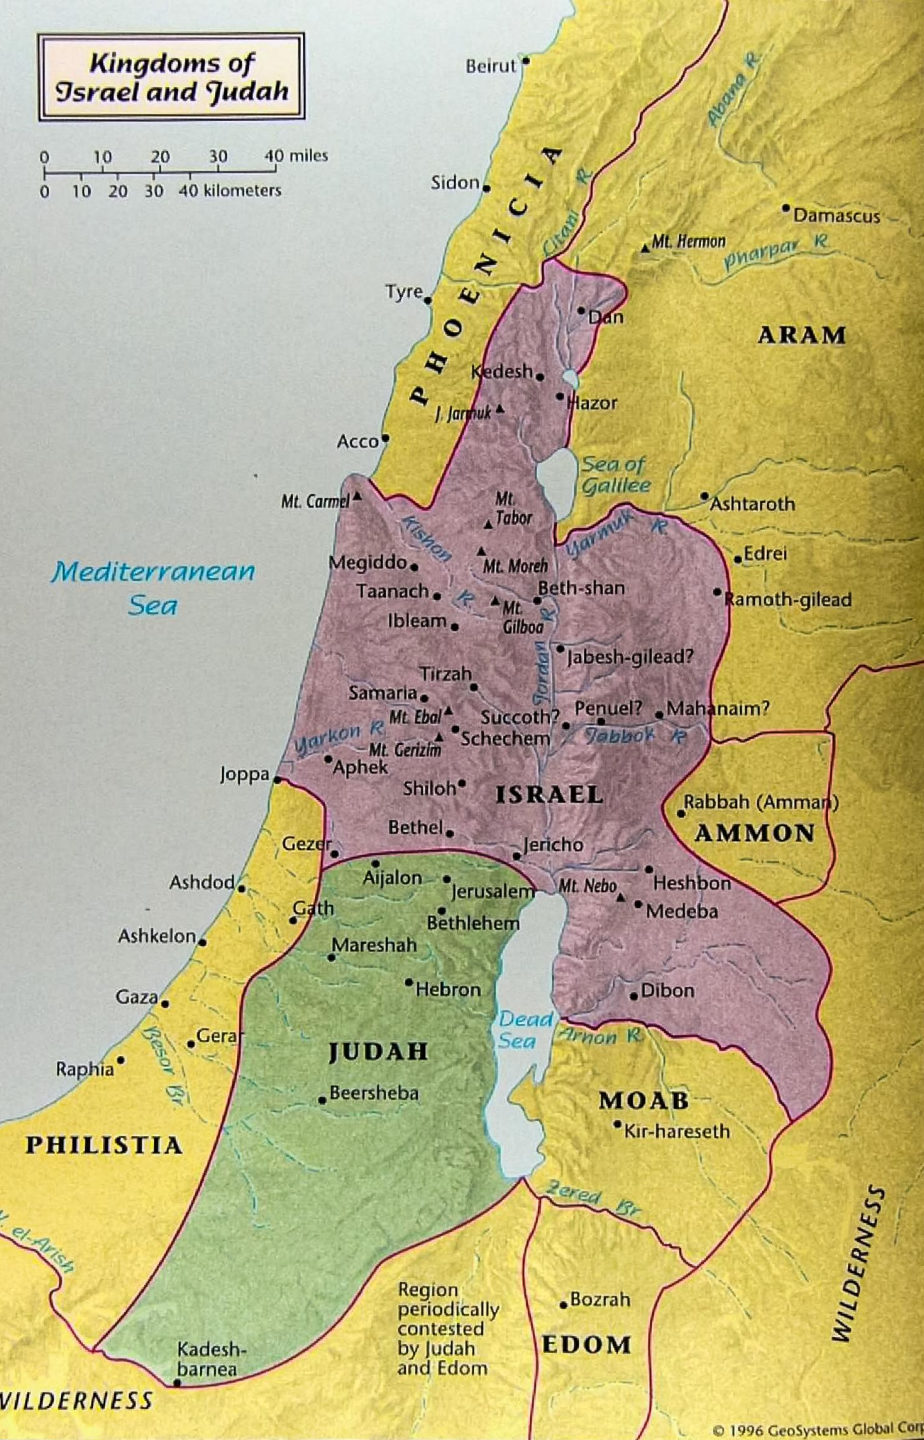 Kingdoms of
Israel and Judah
0 10 20 30 40 miles
0 10 20 30 40 kilometers
Beirut
Abana R.
Sidon
PHOENICIA
Litani R
Damascus
Mt. Hermon
Pharpar R
Tyre
Dan
ARAM
Kedesh
Hazor
J. Jarmuk
Acco
Sea of
Galilee
Mt. Carmel
Mt.
Tabor
Ashtaroth
Kishon
R.
Yarmuk R.
Mediterranean
Sea
Megiddo
Mt. Moreh
Edrei
Taanach
Beth-shan
Ramoth-gilead
Mt.
Gilboa
Ibleam
Jordan R
Jabesh-gilead?
Tirzah
Samaria
Mt. Ebal
Succoth?
Penuel?
Mahanaim?
Yarkon R
Mt. Gerizim
Schechem
Jabbok R
Aphek
Joppa
Shiloh
ISRAEL
Rabbah (Amman)
AMMON
Bethel
Gezer
Jericho
Aijalon
Ashdod
Jerusalem
Mt. Nebo
Heshbon
Gath
Bethlehem
Medeba
Ashkelon
Mareshah
Hebron
Dibon
Gaza
Gerar
Dead
Sea
Arnon R.
Besor Br
JUDAH
Raphia
Beersheba
MOAB
Kir-hareseth
PHILISTIA
Zered Br
el-Arish
WILDERNESS
Region
periodically
contested
by Judah
and Edom
Bozrah
EDOM
Kadesh-
barnea
WILDERNESS
© 1996 GeoSystems Global Corp